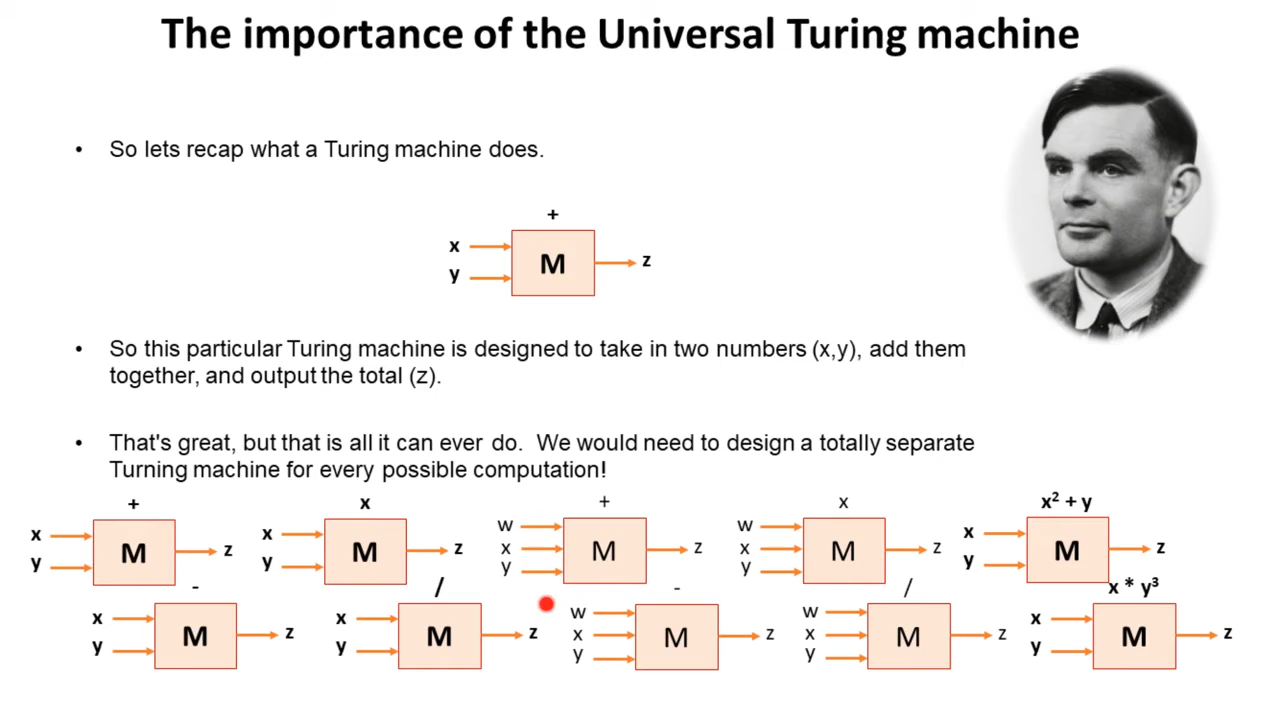 The importance of the Universal Turing machine
• So lets recap what a Turing machine does.
+
x
y
M
z
• So this particular Turing machine is designed to take in two numbers (x,y), add them
together, and output the total (z).
• That's great, but that is all it can ever do.  We would need to design a totally separate
Turning machine for every possible computation!
+
x
y
M
z
x
x
y
M
z
+
w
x
y
M
z
x
w
x
y
M
z
x² + y
x
y
M
z
-
x
y
M
z
/
x
y
M
z
-
w
x
y
M
z
/
w
x
y
M
z
x * y³
x
y
M
z